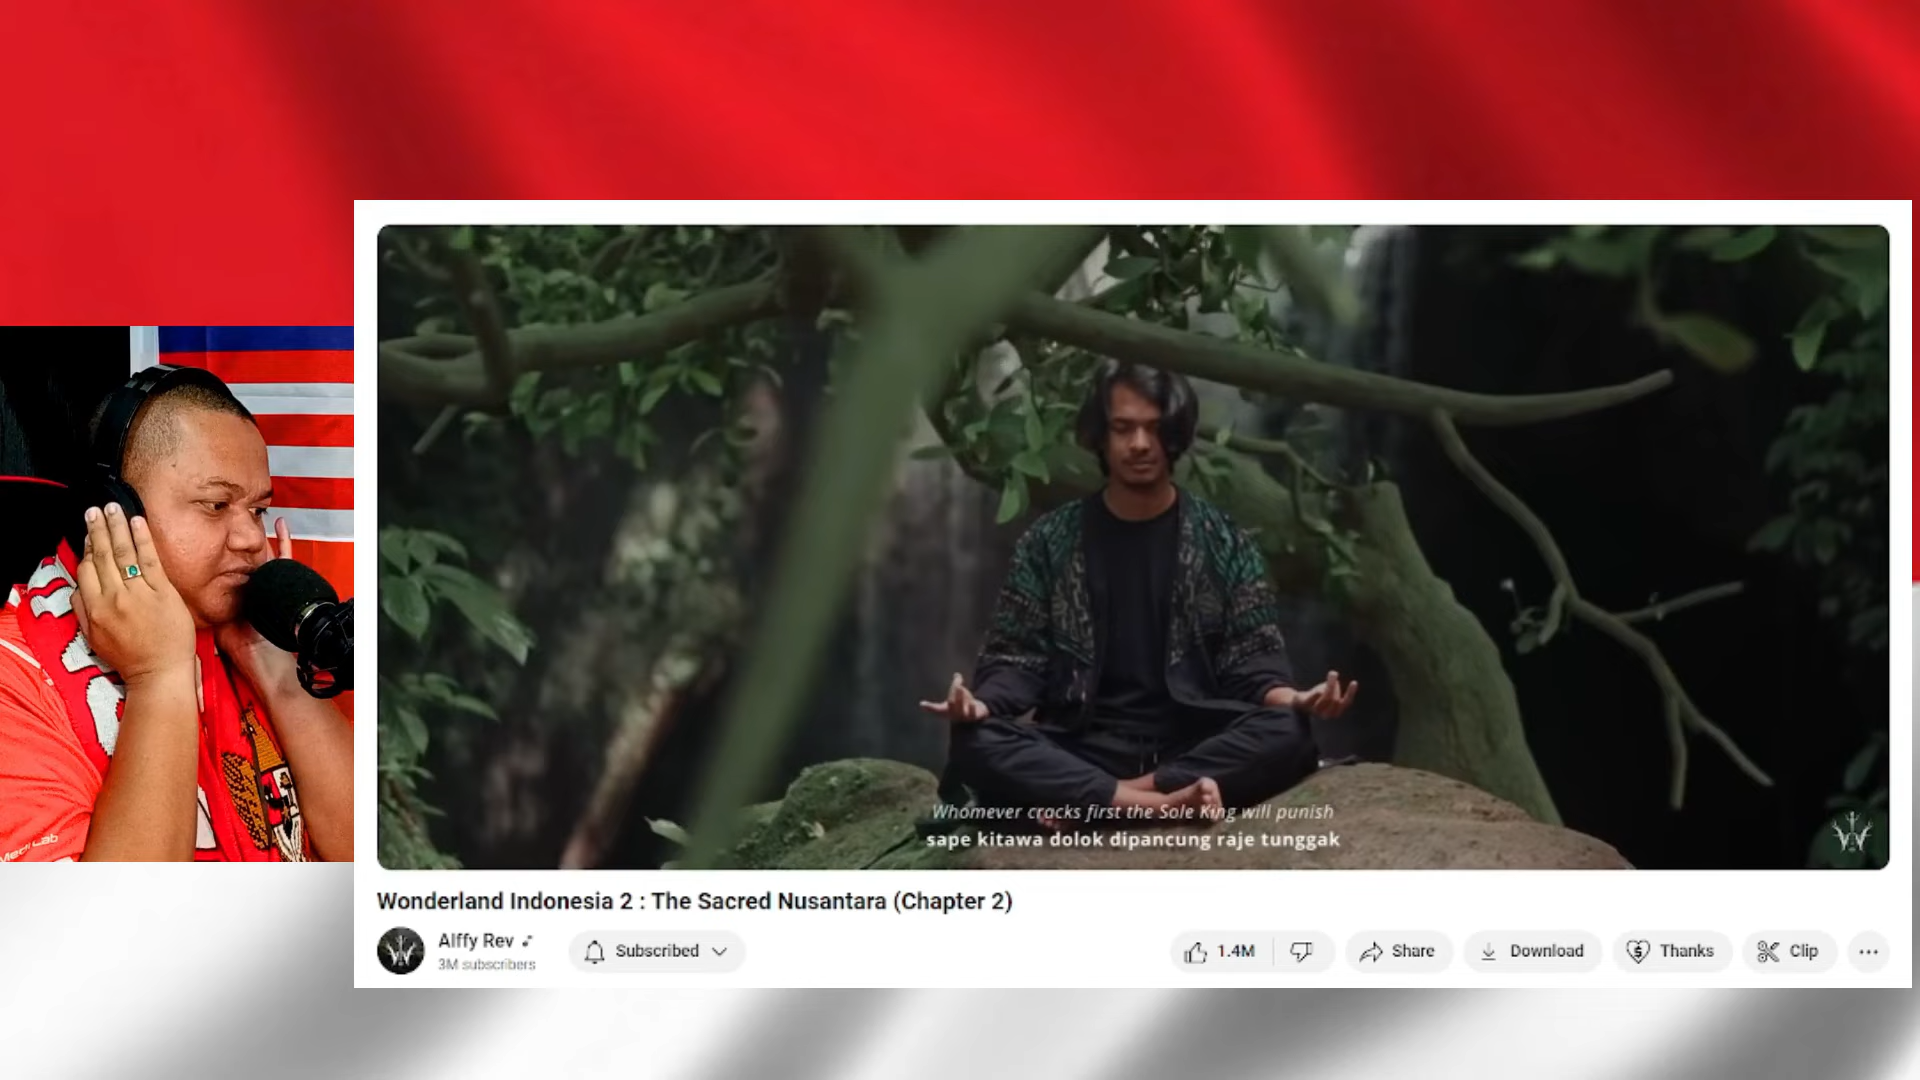 Whomever cracks first the Sole King will punish
sape kitawa dolok dipancung raje tunggak
Wonderland Indonesia 2 : The Sacred Nusantara (Chapter 2)
Alffy Rev
3M subscribers
Subscribed
1.4M
Share
Download
Thanks
Clip